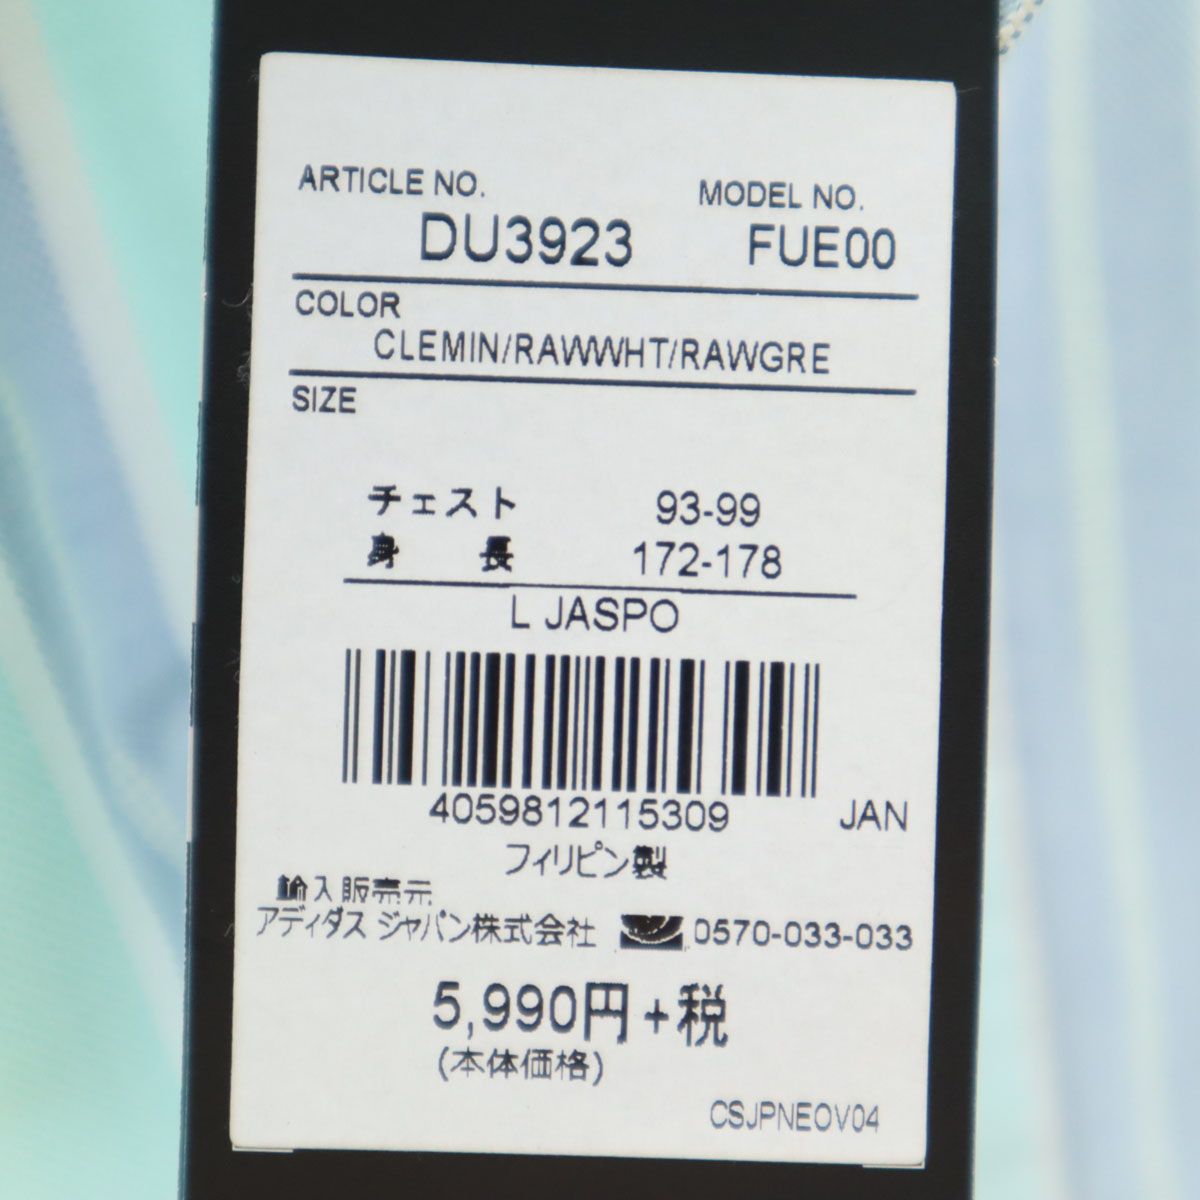 ARTICLE NO. MODEL NO.
DU3923 FUE00
COLOR
CLEMIN/RAWWHT/RAWGRE
SIZE
チェスト 93-99
身長 172-178
L JASPO
4059812115309 JAN
フィリピン製
輸入販売元
アディダス ジャパン株式会社 0570-033-033
5,990円+税
(本体価格)
CSJPNEOV04